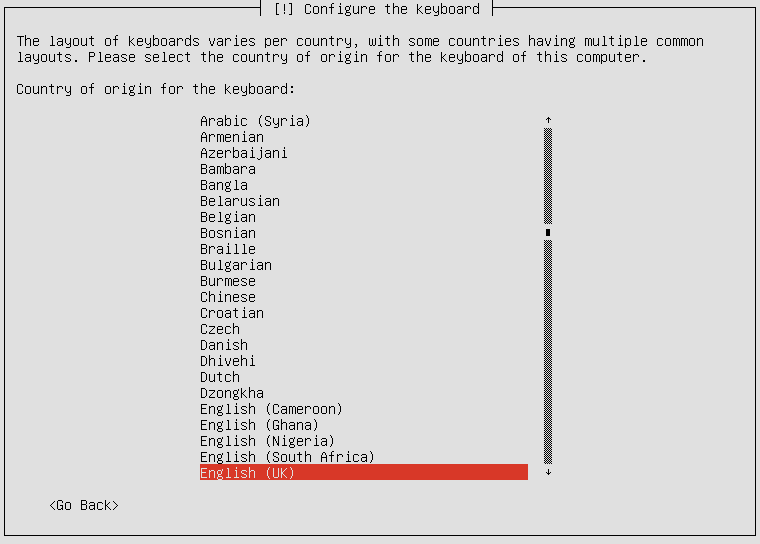 [!] Configure the keyboard
The layout of keyboards varies per country, with some countries having multiple common
layouts. Please select the country of origin for the keyboard of this computer.
Country of origin for the keyboard:
Arabic (Syria)
Armenian
Azerbaijani
Bambara
Bangla
Belarusian
Belgian
Bosnian
Braille
Bulgarian
Burmese
Chinese
Croatian
Czech
Danish
Dhivehi
Dutch
Dzongkha
English (Cameroon)
English (Ghana)
English (Nigeria)
English (South Africa)
English (UK)
<Go Back>